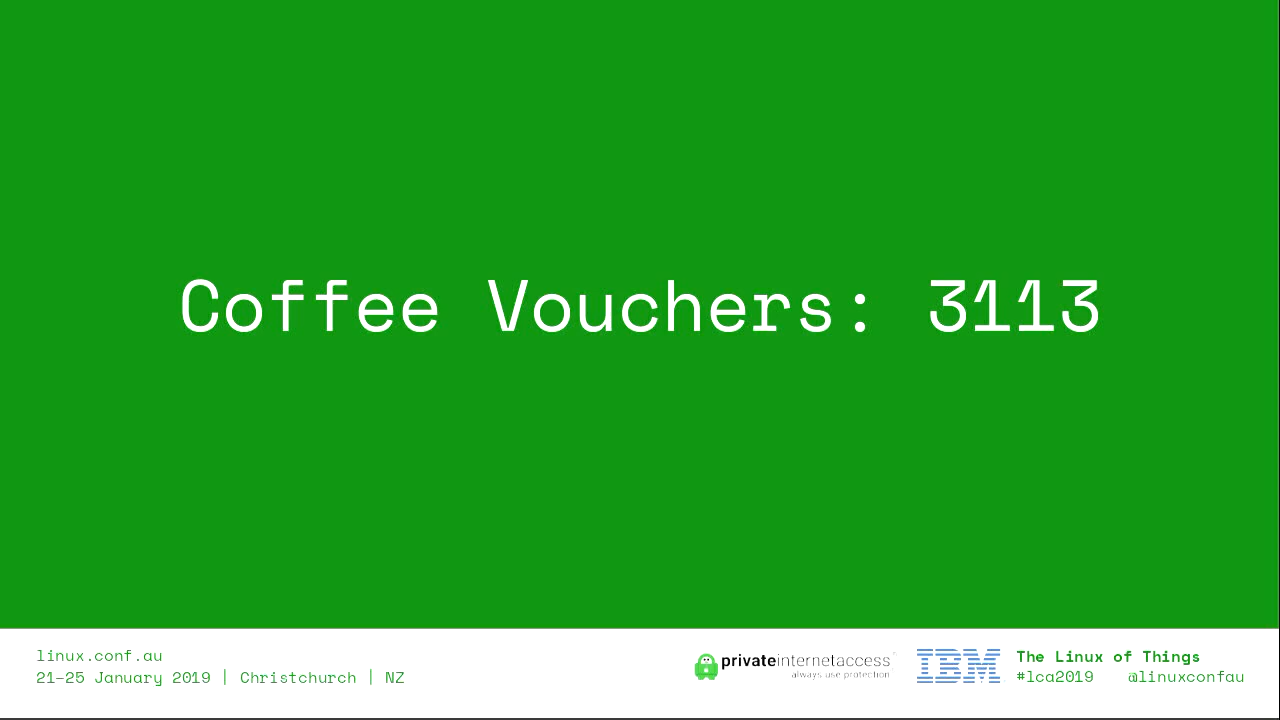 Coffee Vouchers: 3113
linux.conf.au
21-25 January 2019 | Christchurch | NZ
privateinternetaccess
always use protection
IBM
The Linux of Things
#lca2019 @linuxconfau